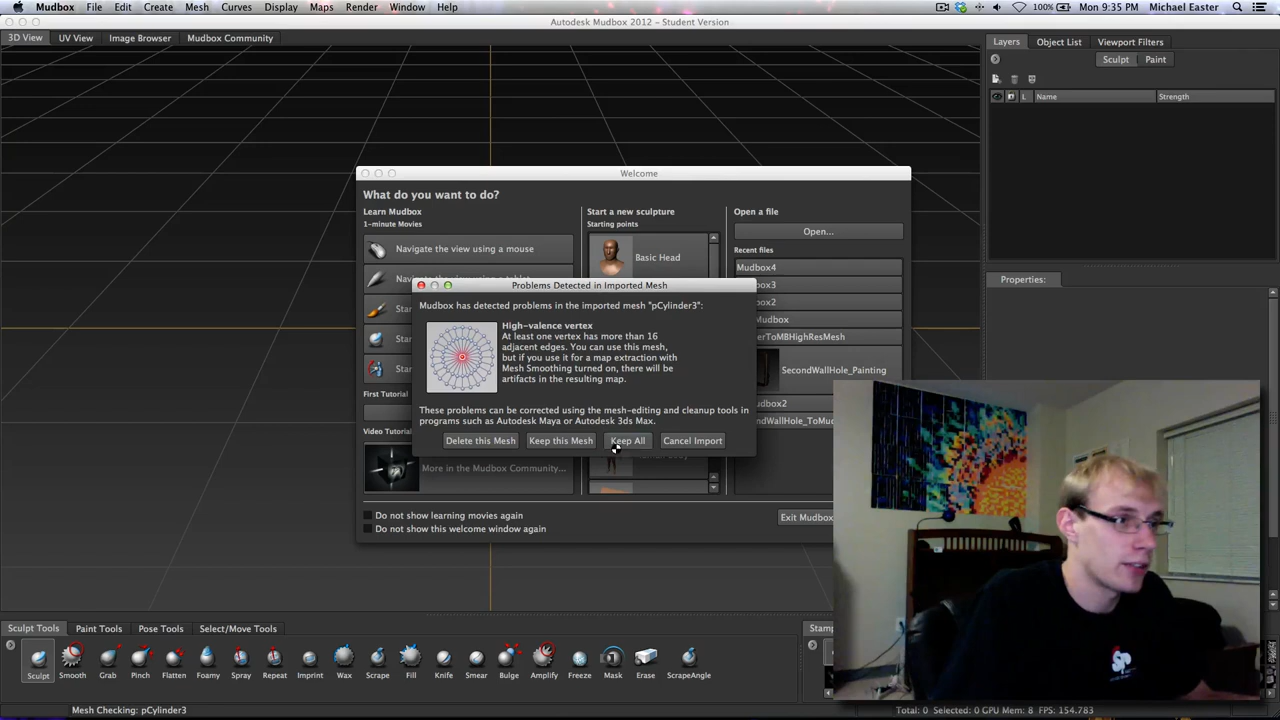 Mudbox File Edit Create Mesh Curves Display Maps Render Window Help
100% Mon 9:35 PM Michael Easter
Autodesk Mudbox 2012 - Student Version
3D View UV View Image Browser Mudbox Community
Layers Object List Viewport Filters
Sculpt Paint
L Name Strength
Properties:
Welcome
What do you want to do?
Learn Mudbox
1-minute Movies
Navigate the view using a mouse
Start a new sculpture
Starting points
Basic Head
Open a file
Open...
Recent files
Mudbox4
Problems Detected in Imported Mesh
Mudbox has detected problems in the imported mesh "pCylinder3":
High-valence vertex
At least one vertex has more than 16
adjacent edges. You can use this mesh,
but if you use it for a map extraction with
Mesh Smoothing turned on, there will be
artifacts in the resulting map.
These problems can be corrected using the mesh-editing and cleanup tools in
programs such as Autodesk Maya or Autodesk 3ds Max.
Delete this Mesh Keep this Mesh Keep All Cancel Import
SecondWallHole_Painting
First Tutorial
Video Tutorial
More in the Mudbox Community...
Do not show learning movies again
Do not show this welcome window again
Exit Mudbox
Sculpt Tools Paint Tools Pose Tools Select/Move Tools
Stamp
Sculpt Smooth Grab Pinch Flatten Foamy Spray Repeat Imprint Wax Scrape Fill Knife Smear Bulge Amplify Freeze Mask Erase ScrapeAngle
SP
Mesh Checking: pCylinder3
Total: 0 Selected: 0 GPU Mem: 8 FPS: 154.783